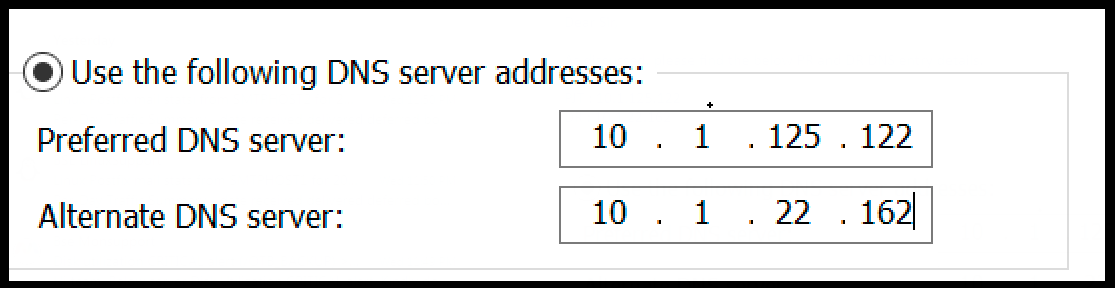 Use the following DNS server addresses:
Preferred DNS server: 10 . 1 . 125 . 122
Alternate DNS server: 10 . 1 . 22 . 162